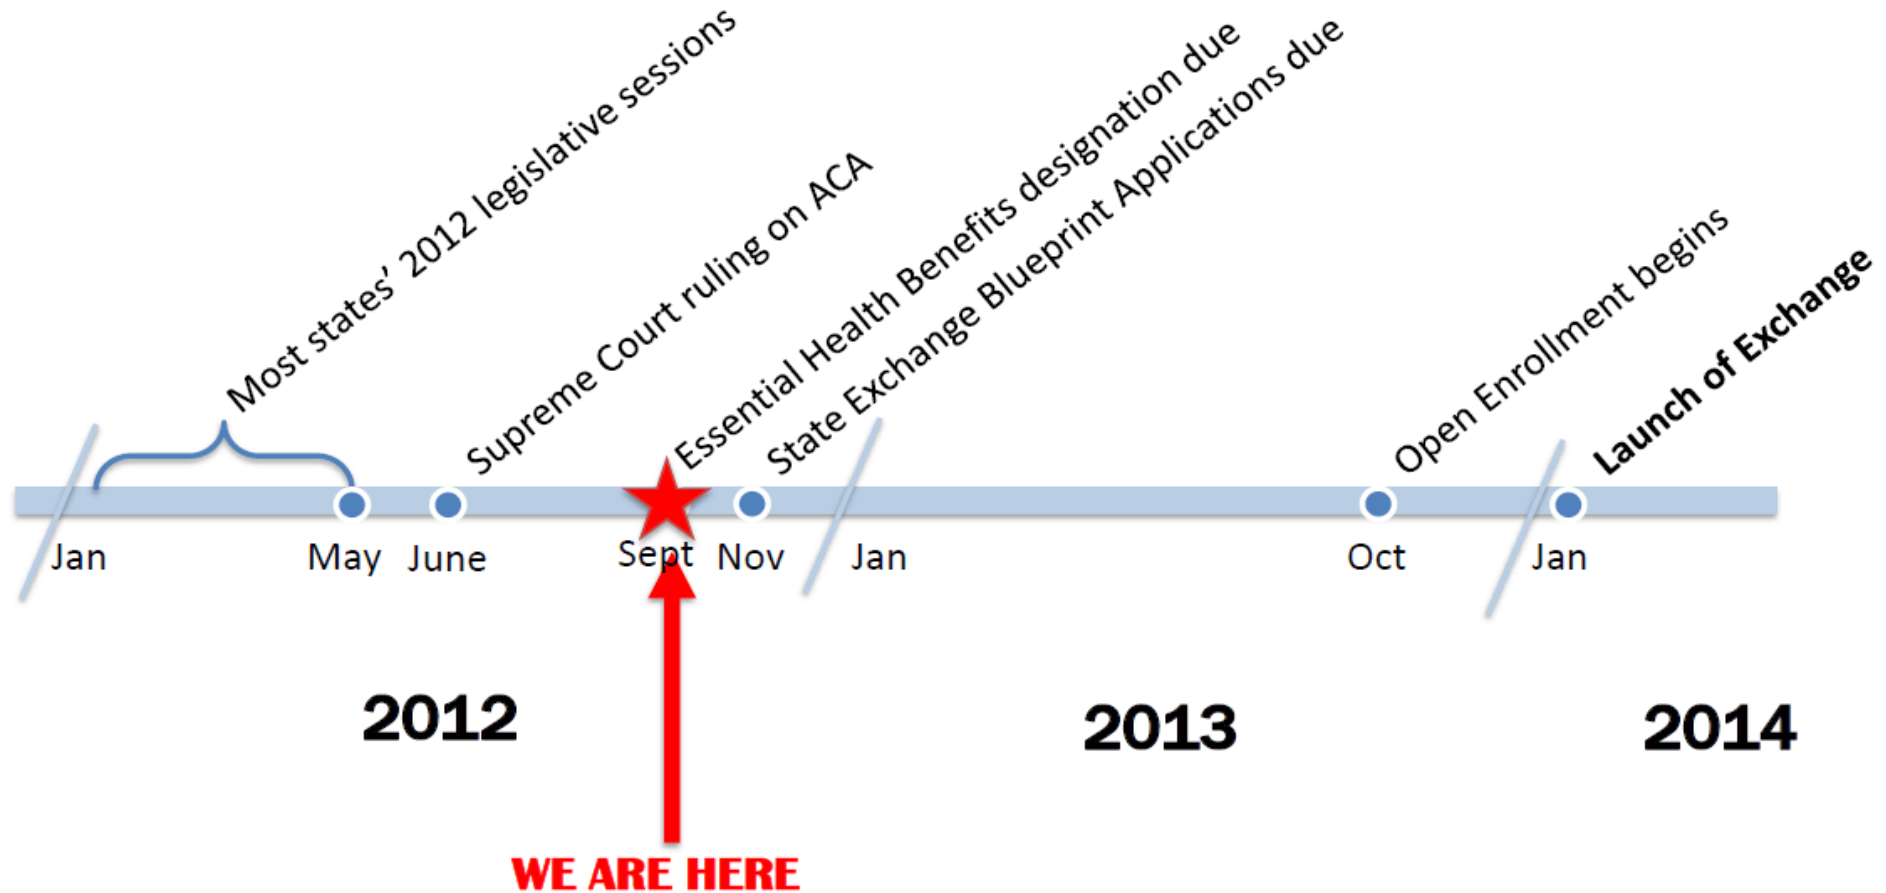 Most states’ 2012 legislative sessions
Supreme Court ruling on ACA
Essential Health Benefits designation due
State Exchange Blueprint Applications due
Open Enrollment begins
Launch of Exchange
Jan
May
June
Sept
Nov
Jan
Oct
Jan
2012
2013
2014
WE ARE HERE